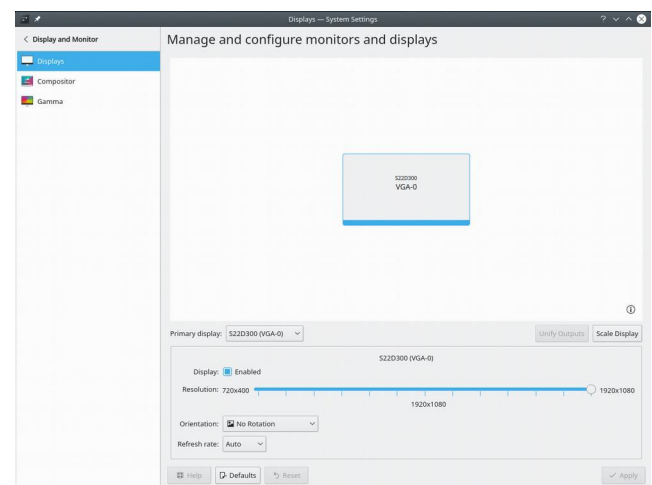 Displays — System Settings
?
< Display and Monitor
Manage and configure monitors and displays
Displays
Compositor
Gamma
S22D300
VGA-0
Primary display: S22D300 (VGA-0)
Unify Outputs
Scale Display
S22D300 (VGA-0)
Display: Enabled
Resolution: 720x400 1920x1080
1920x1080
Orientation: No Rotation
Refresh rate: Auto
Help Defaults Reset Apply